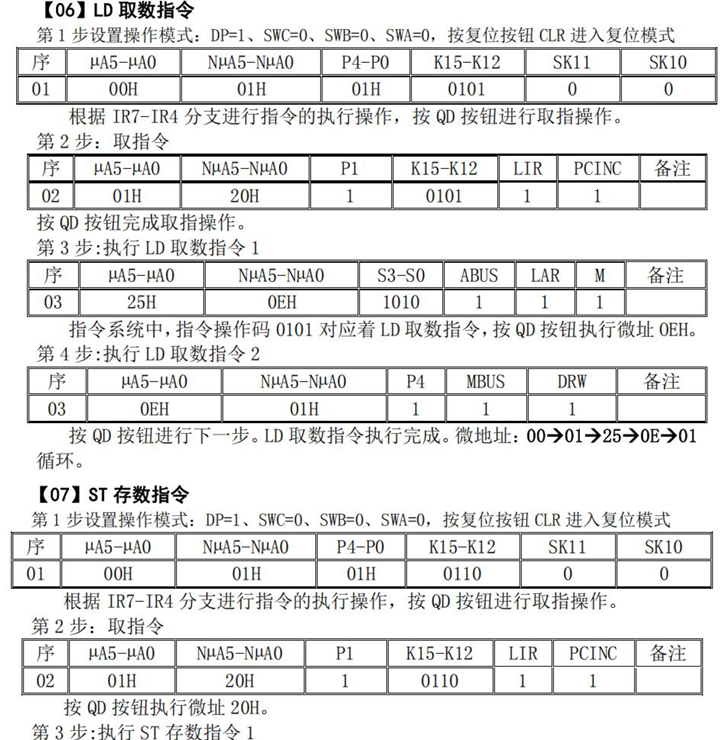 【06】LD 取数指令
第 1 步设置操作模式：DP=1、SWC=0、SWB=0、SWA=0，按复位按钮 CLR 进入复位模式
序 μA5-μA0 NμA5-NμA0 P4-P0 K15-K12 SK11 SK10
01 00H 01H 01H 0101 0 0
根据 IR7-IR4 分支进行指令的执行操作，按 QD 按钮进行取指操作。
第 2 步：取指令
序 μA5-μA0 NμA5-NμA0 P1 K15-K12 LIR PCINC 备注
02 01H 20H 1 0101 1 1
按 QD 按钮完成取指操作。
第 3 步:执行 LD 取数指令 1
序 μA5-μA0 NμA5-NμA0 S3-S0 ABUS LAR M 备注
03 25H 0EH 1010 1 1 1
指令系统中，指令操作码 0101 对应着 LD 取数指令，按 QD 按钮执行微址 0EH。
第 4 步:执行 LD 取数指令 2
序 μA5-μA0 NμA5-NμA0 P4 MBUS DRW 备注
03 0EH 01H 1 1 1
按 QD 按钮进行下一步。LD 取数指令执行完成。微地址：00→01→25→0E→01
循环。
【07】ST 存数指令
第 1 步设置操作模式：DP=1、SWC=0、SWB=0、SWA=0，按复位按钮 CLR 进入复位模式
序 μA5-μA0 NμA5-NμA0 P4-P0 K15-K12 SK11 SK10
01 00H 01H 01H 0110 0 0
根据 IR7-IR4 分支进行指令的执行操作，按 QD 按钮进行取指操作。
第 2 步：取指令
序 μA5-μA0 NμA5-NμA0 P1 K15-K12 LIR PCINC 备注
02 01H 20H 1 0110 1 1
按 QD 按钮执行微址 20H。
第 3 步:执行 ST 存数指令 1